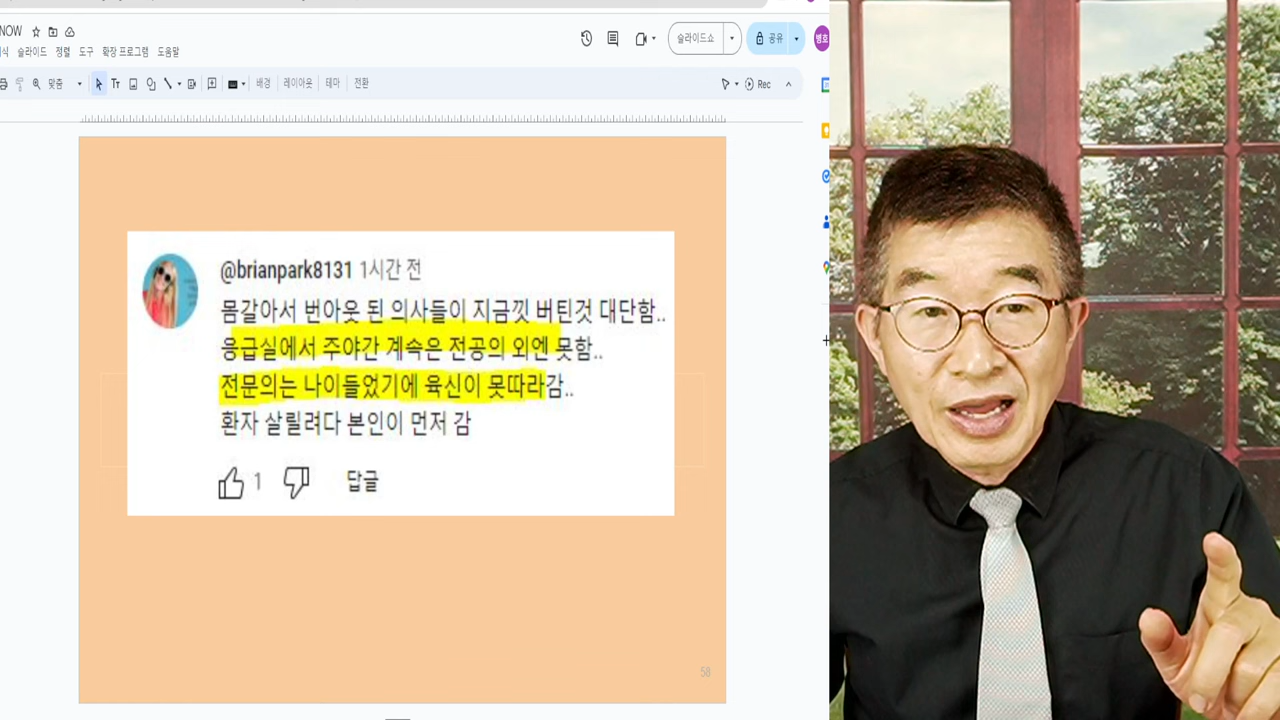 NOW
슬라이드 정렬 도구 확장 프로그램 도움말
슬라이드쇼
공유
범호
맞춤
Tт
배경
레이아웃
테마
전환
Rec
@brianpark8131 1시간 전
몸갈아서 번아웃 된 의사들이 지금낏 버틴것 대단함..
응급실에서 주야간 계속은 전공의 외엔 못함..
전문의는 나이들었기에 육신이 못따라감..
환자 살릴려다 본인이 먼저 감
1
답글
58